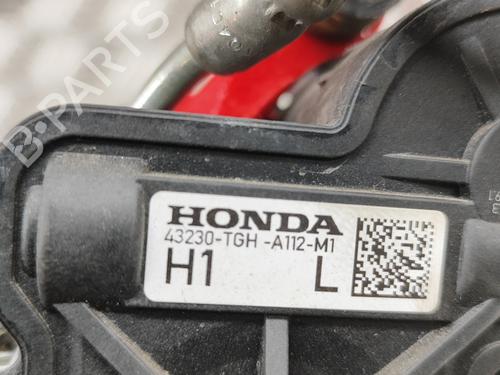 B-PARTS
HONDA
43230-TGH -A112-M1
H1 L